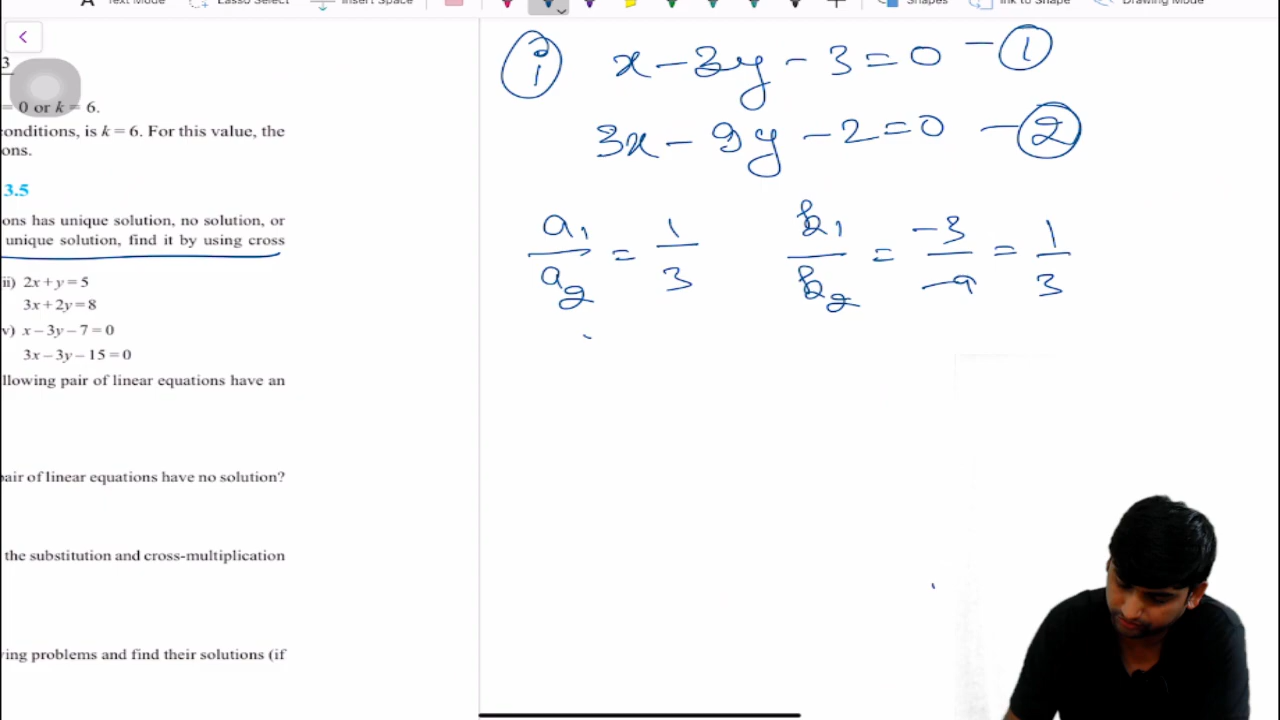 Text Mode Lasso Select Insert Space Shapes Ink to Shape Drawing Mode
3
= 0 or k = 6.
onditions, is k = 6. For this value, the
ons.
3.5
ons has unique solution, no solution, or
unique solution, find it by using cross
ii) 2x + y = 5
3x + 2y = 8
v) x – 3y – 7 = 0
3x – 3y – 15 = 0
llowing pair of linear equations have an
pair of linear equations have no solution?
the substitution and cross-multiplication
ing problems and find their solutions (if
i x - 3y - 3 = 0 - 1
3x - 9y - 2 = 0 - 2
a1/a2 = 1/3 b1/b2 = -3/-9 = 1/3